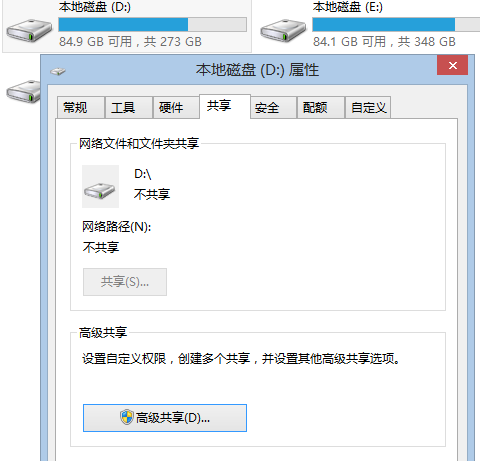 本地磁盘 (D:)
84.9 GB 可用，共 273 GB
本地磁盘 (E:)
84.1 GB 可用，共 348 GB
本地磁盘 (D:) 属性
常规 工具 硬件 共享 安全 配额 自定义
网络文件和文件夹共享
D:\
不共享
网络路径(N):
不共享
共享(S)...
高级共享
设置自定义权限，创建多个共享，并设置其他高级共享选项。
高级共享(D)...